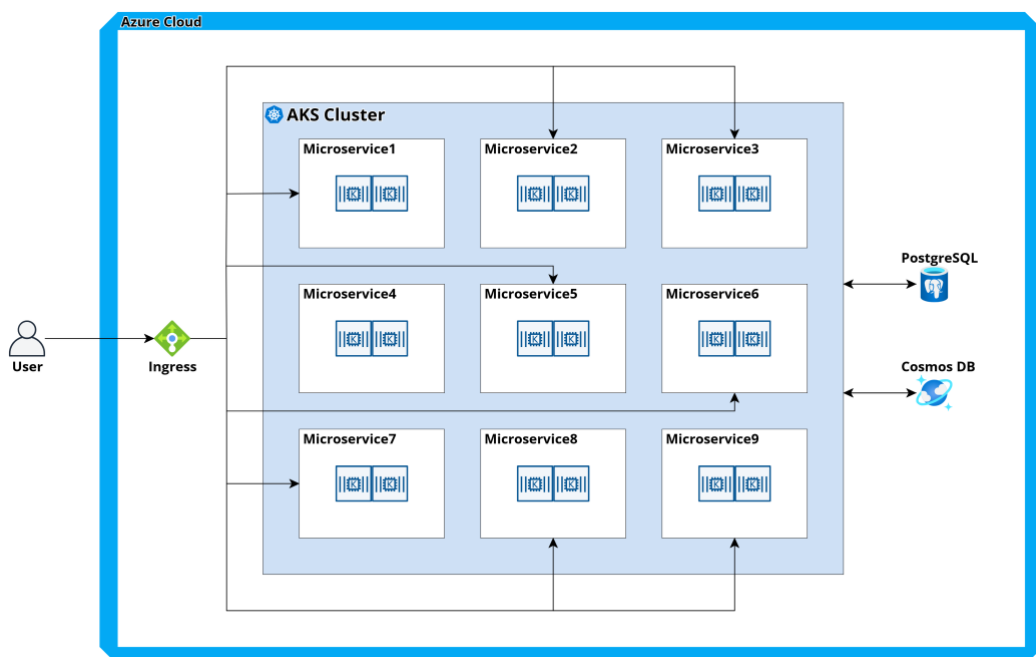 Azure Cloud
AKS Cluster
Microservice1
Microservice2
Microservice3
PostgreSQL
Microservice4
Microservice5
Microservice6
User
Ingress
Cosmos DB
Microservice7
Microservice8
Microservice9